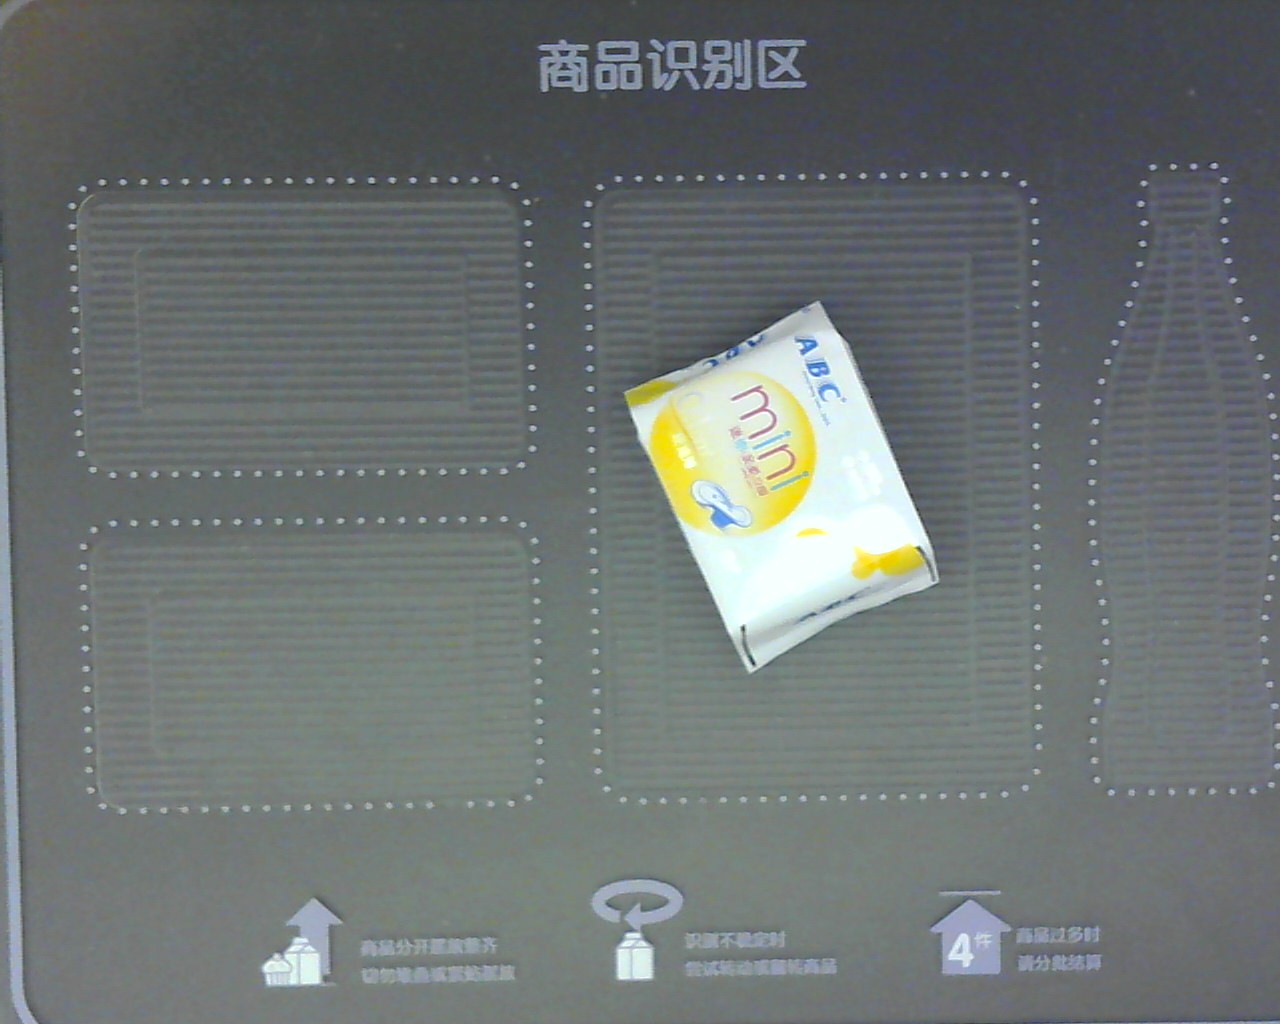 商品识别区
ABC
mini
商品分开摆放整齐
切勿堆叠或紧贴摆放
识别不稳定时
尝试转动或翻转商品
4件
商品过多时
请分批结算